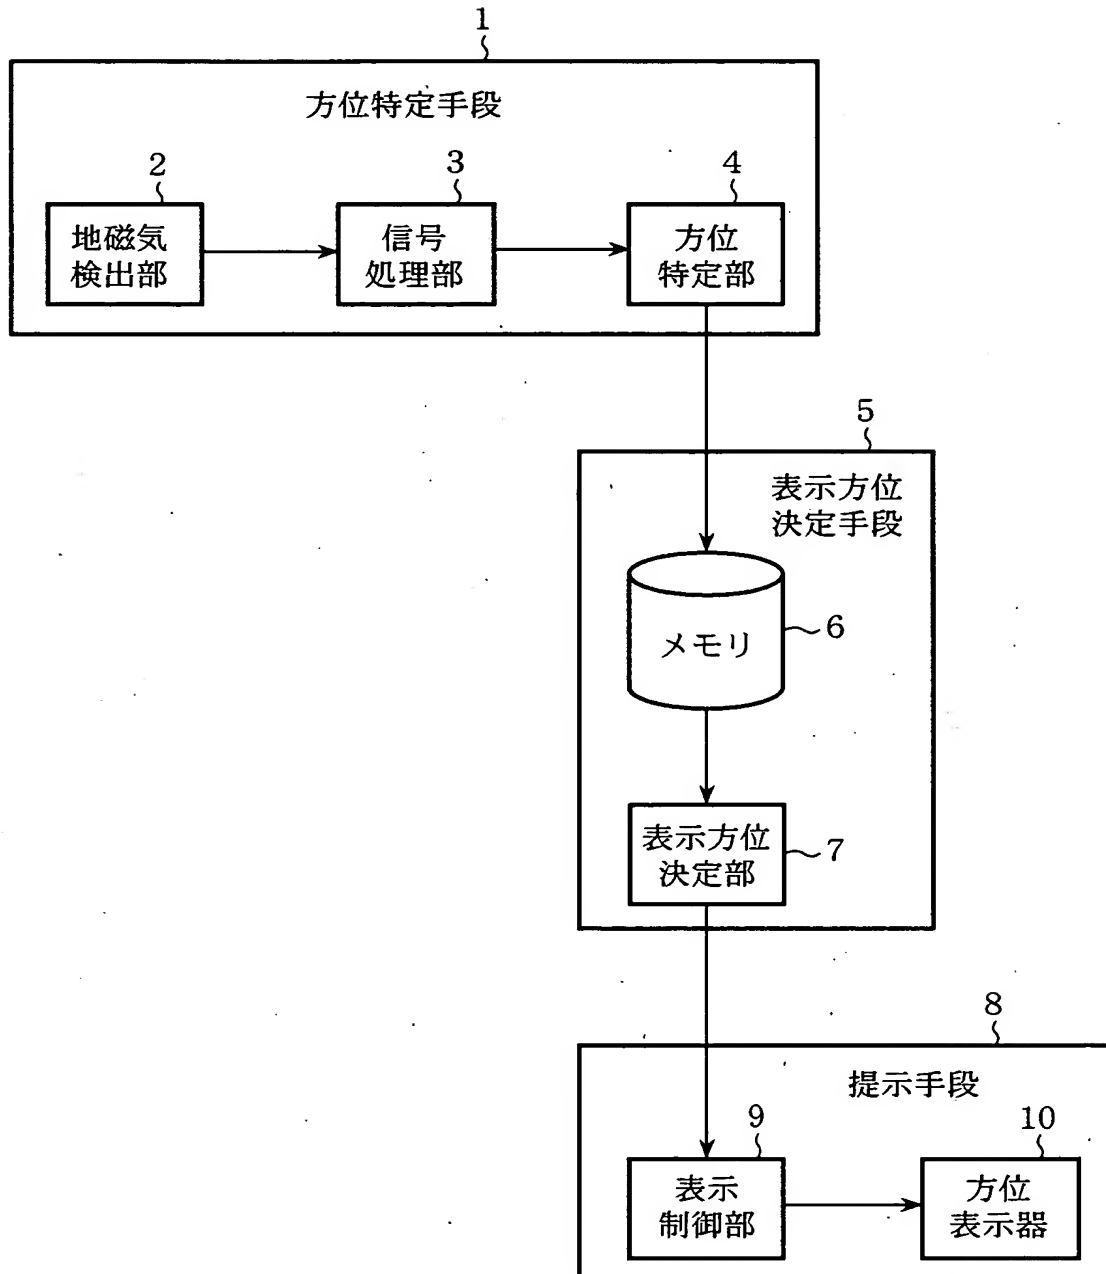 1
方位特定手段
2
3
4
地磁気
検出部
信号
処理部
方位
特定部
5
表示方位
決定手段
メモリ
6
表示方位
決定部
7
8
提示手段
9
10
表示
制御部
方位
表示器